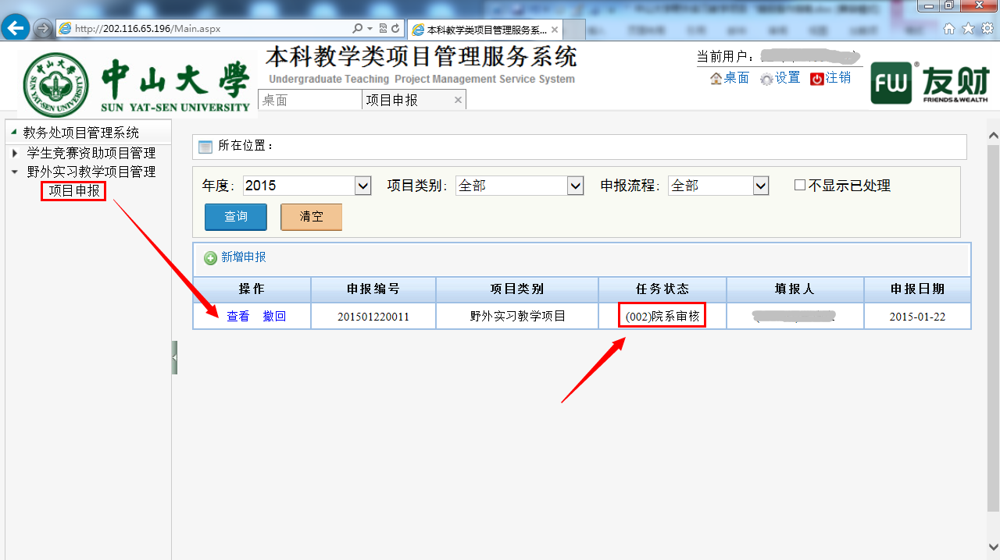 http://202.116.65.196/Main.aspx
本科教学类项目管理服务系...
中山大學
SUN YAT-SEN UNIVERSITY
本科教学类项目管理服务系统
Undergraduate Teaching Project Management Service System
桌面 项目申报
当前用户：
桌面 设置 注销
FW 友财
FRIENDS&WEALTH
教务处项目管理系统
学生竞赛资助项目管理
野外实习教学项目管理
项目申报
所在位置：
年度: 2015 项目类别: 全部 申报流程: 全部 不显示已处理
查询 清空
新增申报
操作 申报编号 项目类别 任务状态 填报人 申报日期
查看 撤回 201501220011 野外实习教学项目 (002)院系审核 2015-01-22